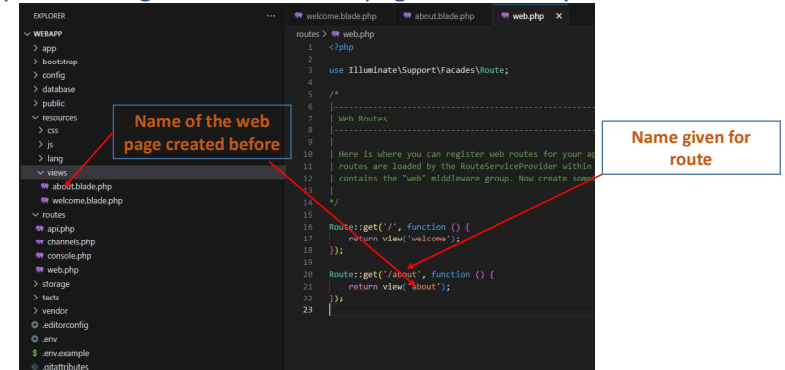 EXPLORER ...
WEBAPP
> app
> bootstrap
> config
> database
> public
resources
> css
> js
> lang
views
about.blade.php
welcome.blade.php
routes
api.php
channels.php
console.php
web.php
> storage
> tests
> vendor
.editorconfig
.env
$ .env.example
.gitattributes
welcome.blade.php about.blade.php web.php X
routes > web.php
1 <?php
2
3 use Illuminate\Support\Facades\Route;
4
5 /*
6 |--------------------------------------------------------------------------
7 | Web Routes
8 |--------------------------------------------------------------------------
9 |
10 | Here is where you can register web routes for your
11 | routes are loaded by the RouteServiceProvider within
12 | contains the "web" middleware group. Now create
13 |
14 */
15
16 Route::get('/', function () {
17 return view('welcome');
18 });
19
20 Route::get('/about', function () {
21 return view('about');
22 });
23
Name of the web
page created before
Name given for
route